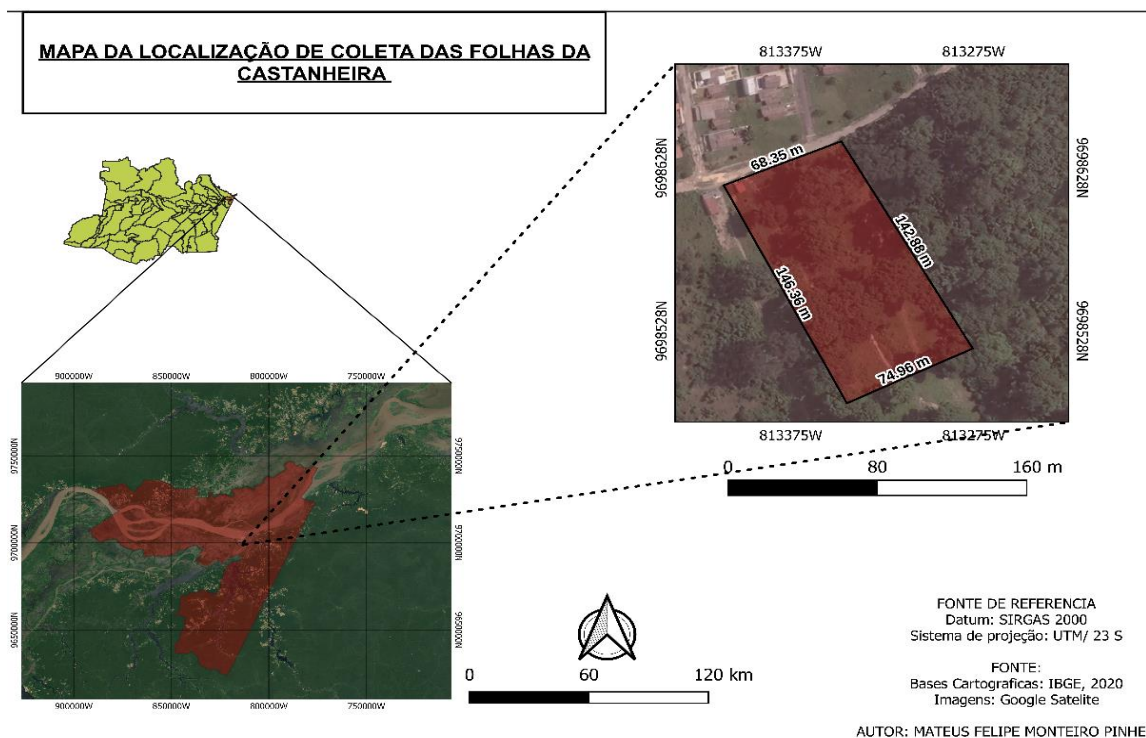 MAPA DA LOCALIZAÇÃO DE COLETA DAS FOLHAS DA
CASTANHEIRA
813375W 813275W
9698628N 9698628N
68.35 m
142.88 m
146.36 m
9698528N 9698528N
74.96 m
813375W 813275W
0 80 160 m
900000W 850000W 800000W 750000W
9750000N 9750000N
9700000N 9700000N
9650000N 9650000N
900000W 850000W 800000W 750000W
0 60 120 km
FONTE DE REFERENCIA
Datum: SIRGAS 2000
Sistema de projeção: UTM/ 23 S
FONTE:
Bases Cartograficas: IBGE, 2020
Imagens: Google Satelite
AUTOR: MATEUS FELIPE MONTEIRO PINHE